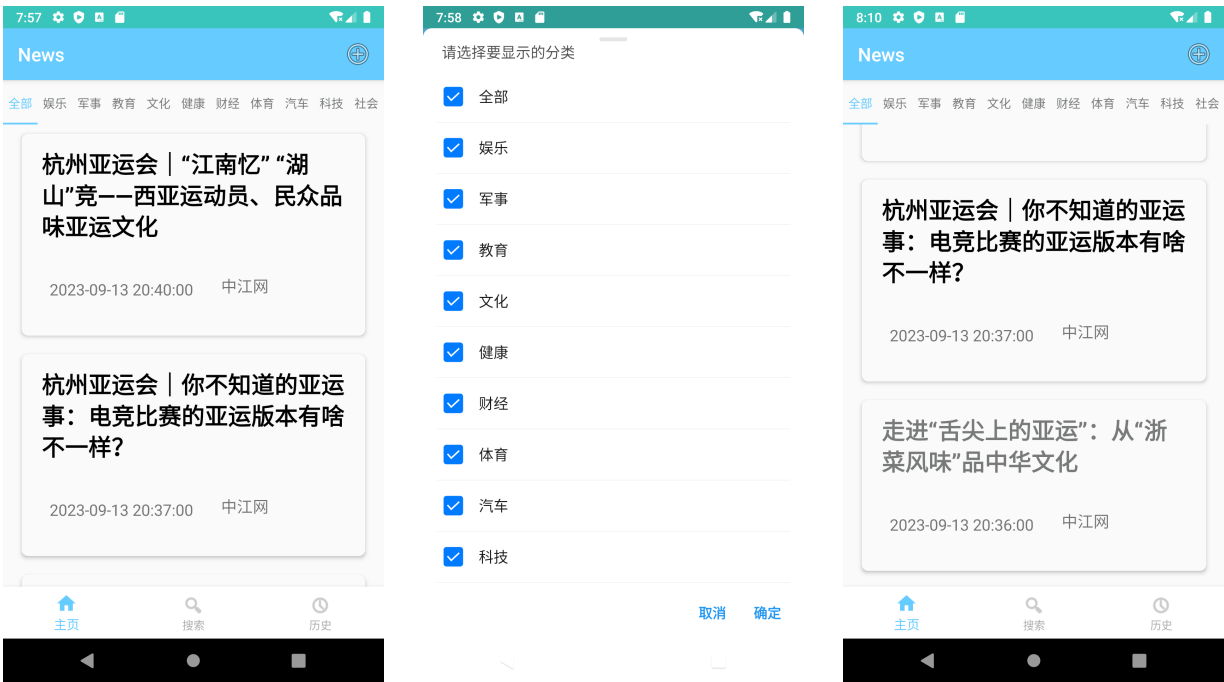 7:57
News
全部 娱乐 军事 教育 文化 健康 财经 体育 汽车 科技 社会
杭州亚运会｜“江南忆” “湖
山”竞——西亚运动员、民众品
味亚运文化
2023-09-13 20:40:00 中江网
杭州亚运会｜你不知道的亚运
事：电竞比赛的亚运版本有啥
不一样？
2023-09-13 20:37:00 中江网
主页 搜索 历史
7:58
请选择要显示的分类
全部
娱乐
军事
教育
文化
健康
财经
体育
汽车
科技
取消 确定
8:10
News
全部 娱乐 军事 教育 文化 健康 财经 体育 汽车 科技 社会
杭州亚运会｜你不知道的亚运
事：电竞比赛的亚运版本有啥
不一样？
2023-09-13 20:37:00 中江网
走进“舌尖上的亚运”：从“浙
菜风味”品中华文化
2023-09-13 20:36:00 中江网
主页 搜索 历史